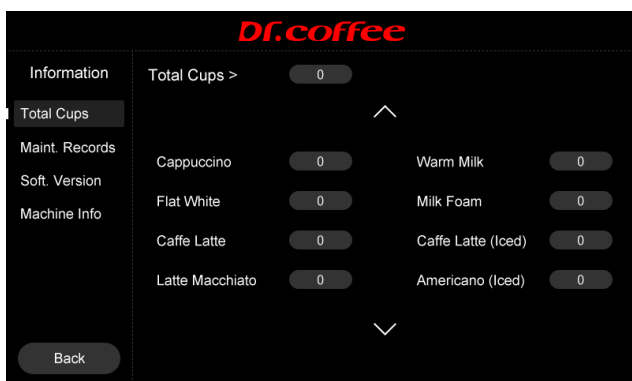 Dr.coffee
Information
Total Cups
Maint. Records
Soft. Version
Machine Info
Back
Total Cups > 0
Cappuccino 0 Warm Milk 0
Flat White 0 Milk Foam 0
Caffe Latte 0 Caffe Latte (Iced) 0
Latte Macchiato 0 Americano (Iced) 0